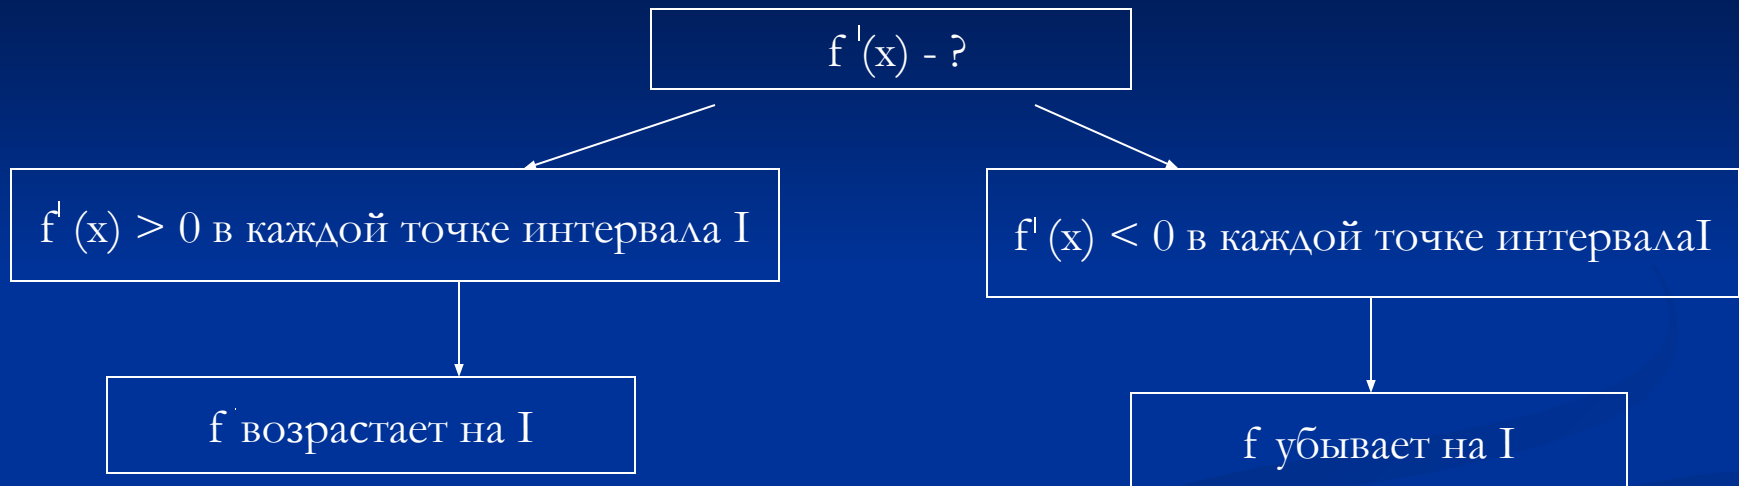 f '(x) - ?
f ' (x) > 0 в каждой точке интервала I
f ' (x) < 0 в каждой точке интервалаI
f возрастает на I
f убывает на I